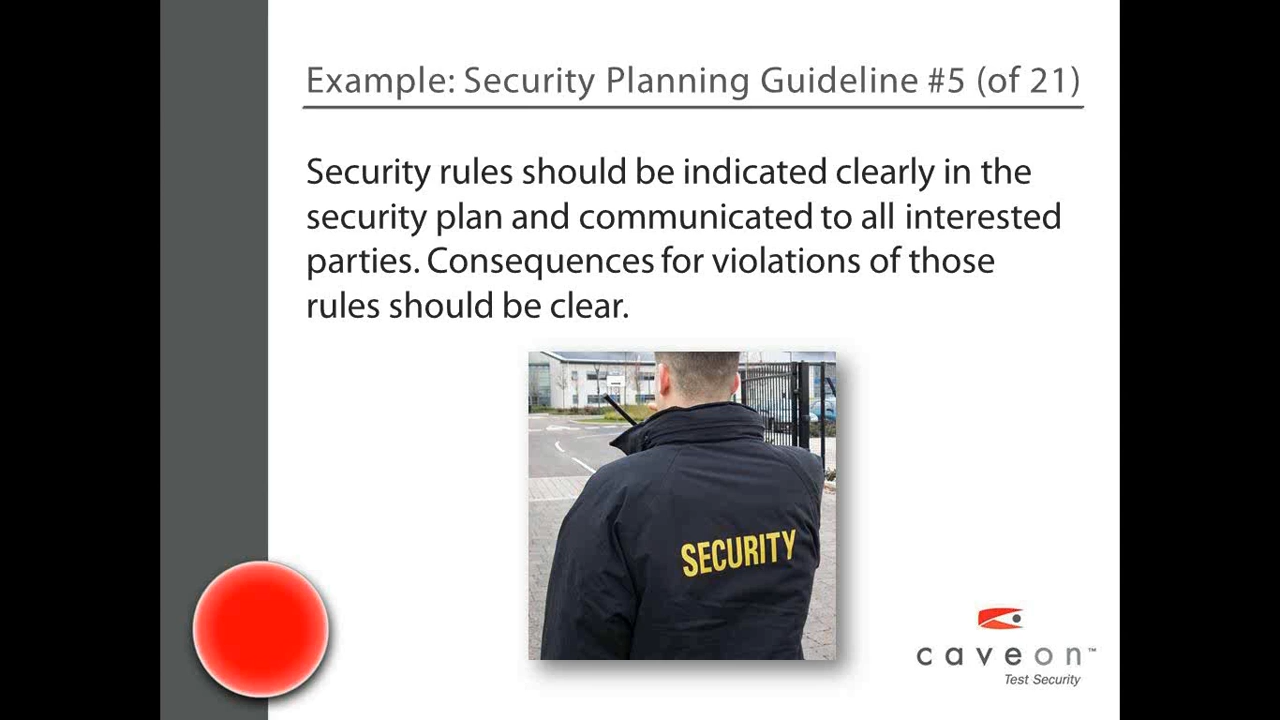 Example: Security Planning Guideline #5 (of 21)
Security rules should be indicated clearly in the
security plan and communicated to all interested
parties. Consequences for violations of those
rules should be clear.
SECURITY
caveon™
Test Security